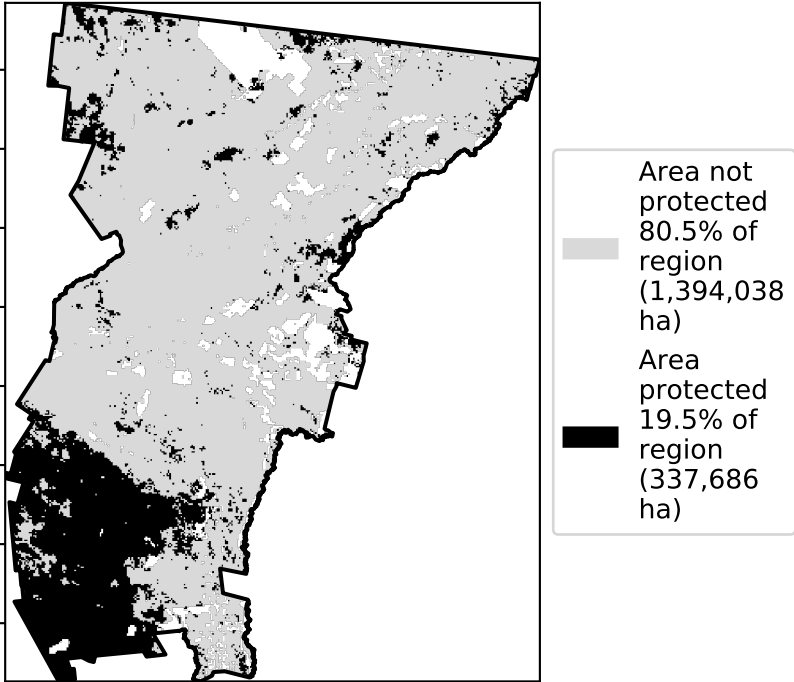 Area not
protected
80.5% of
region
(1,394,038
ha)
Area
protected
19.5% of
region
(337,686
ha)